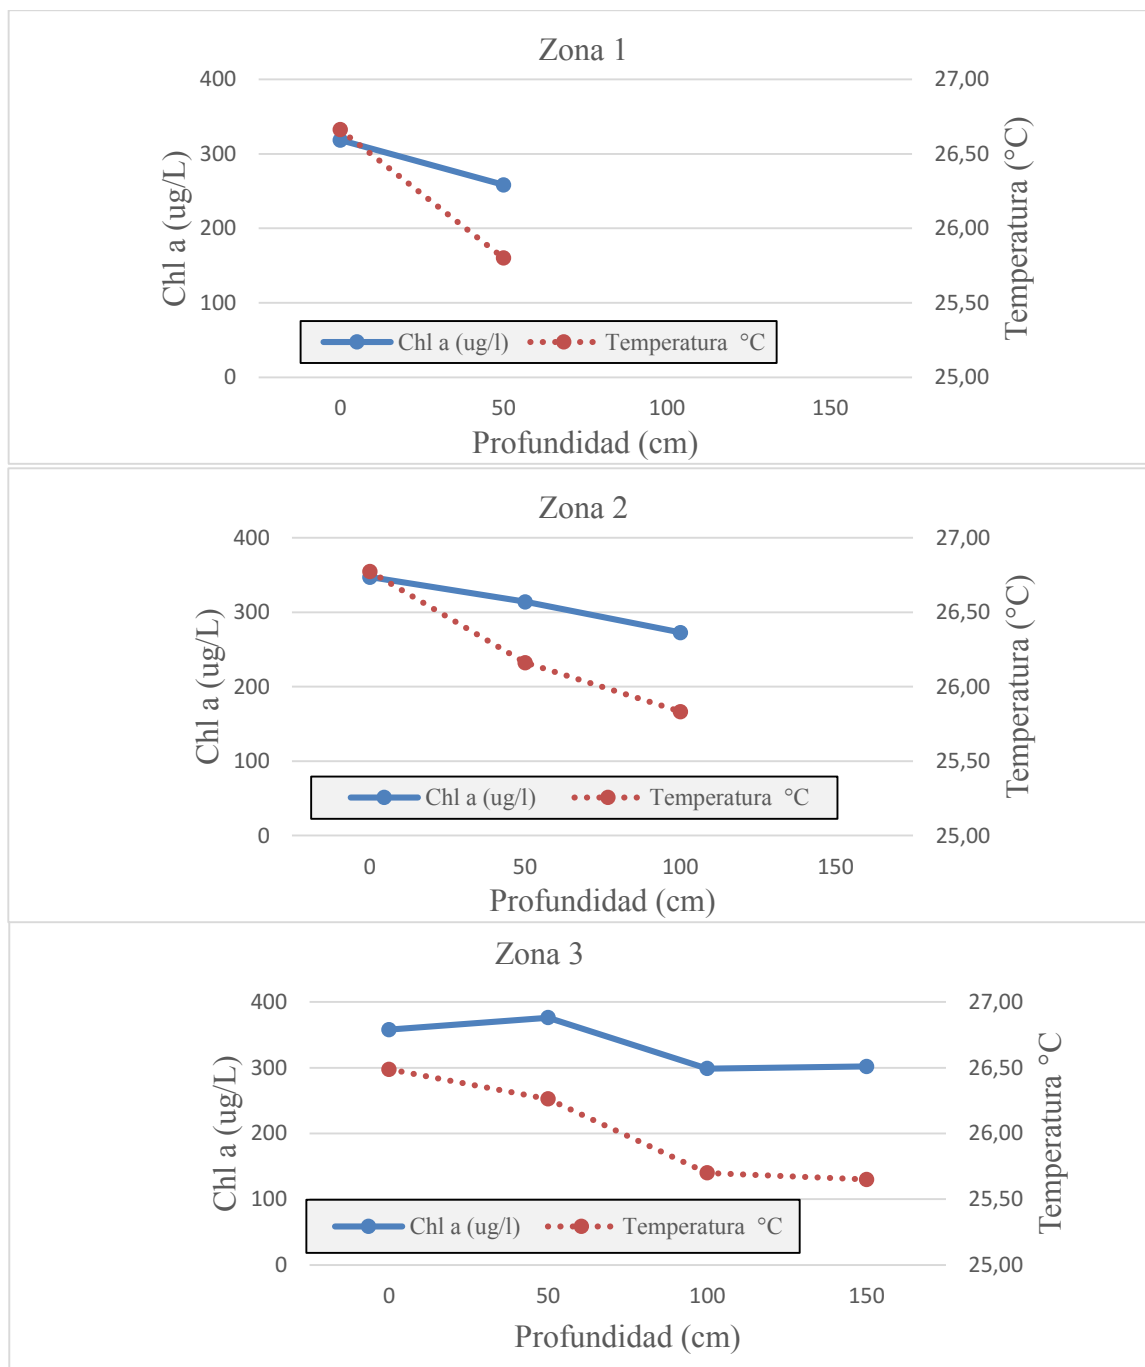 Zona 1
400
300
200
100
0
27,00
26,50
26,00
25,50
25,00
Chl a (ug/L)
Temperatura (°C)
Chl a (ug/l) Temperatura °C
0 50 100 150
Profundidad (cm)
Zona 2
400
300
200
100
0
27,00
26,50
26,00
25,50
25,00
Chl a (ug/L)
Temperatura (°C)
Chl a (ug/l) Temperatura °C
0 50 100 150
Profundidad (cm)
Zona 3
400
300
200
100
0
27,00
26,50
26,00
25,50
25,00
Chl a (ug/L)
Temperatura °C
Chl a (ug/l) Temperatura °C
0 50 100 150
Profundidad (cm)